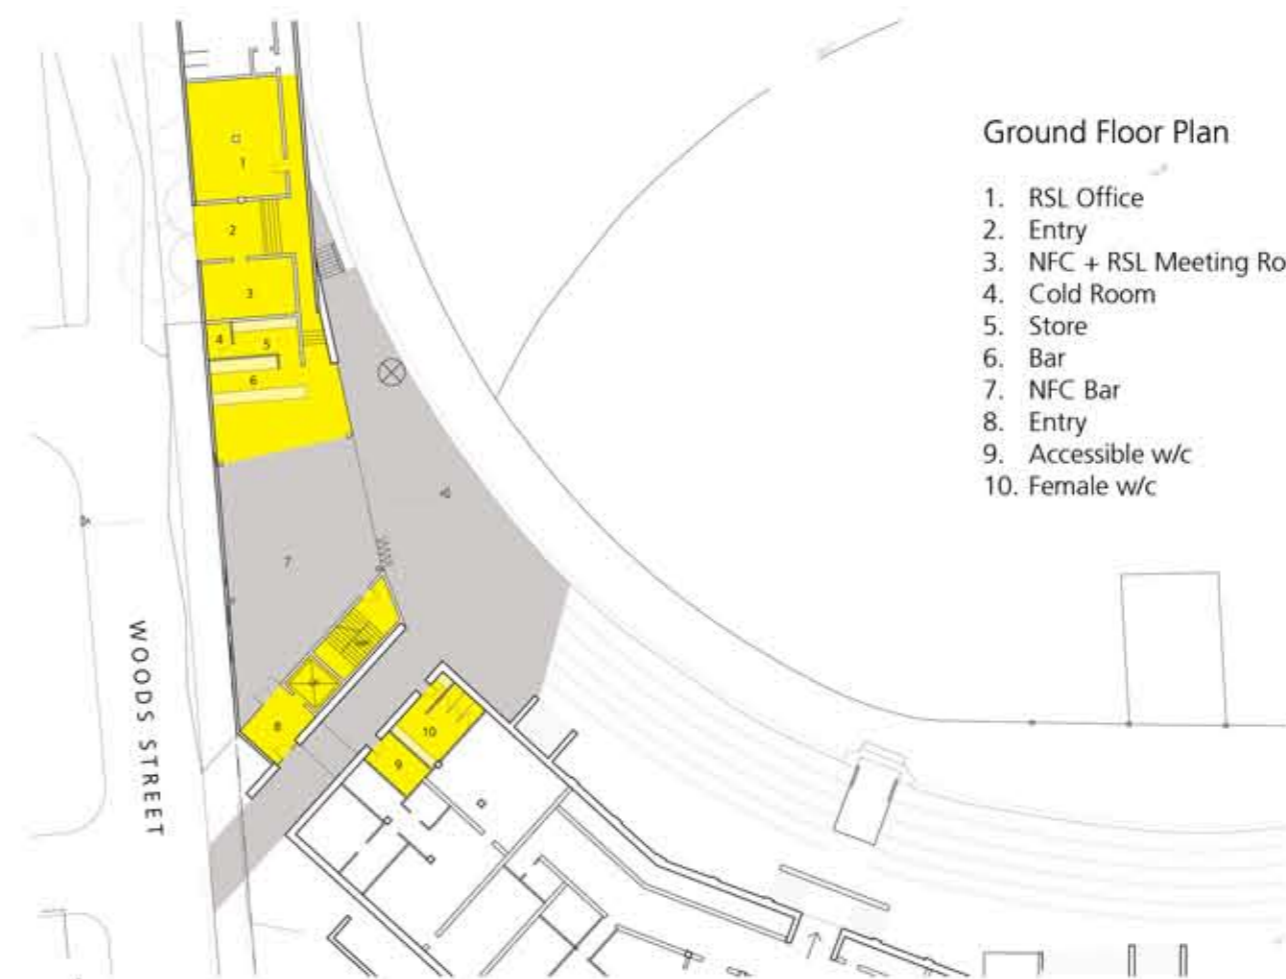 Ground Floor Plan
1. RSL Office
2. Entry
3. NFC + RSL Meeting Ro
4. Cold Room
5. Store
6. Bar
7. NFC Bar
8. Entry
9. Accessible w/c
10. Female w/c
1
2
3
4
5
6
7
8
9
10
WOODS STREET